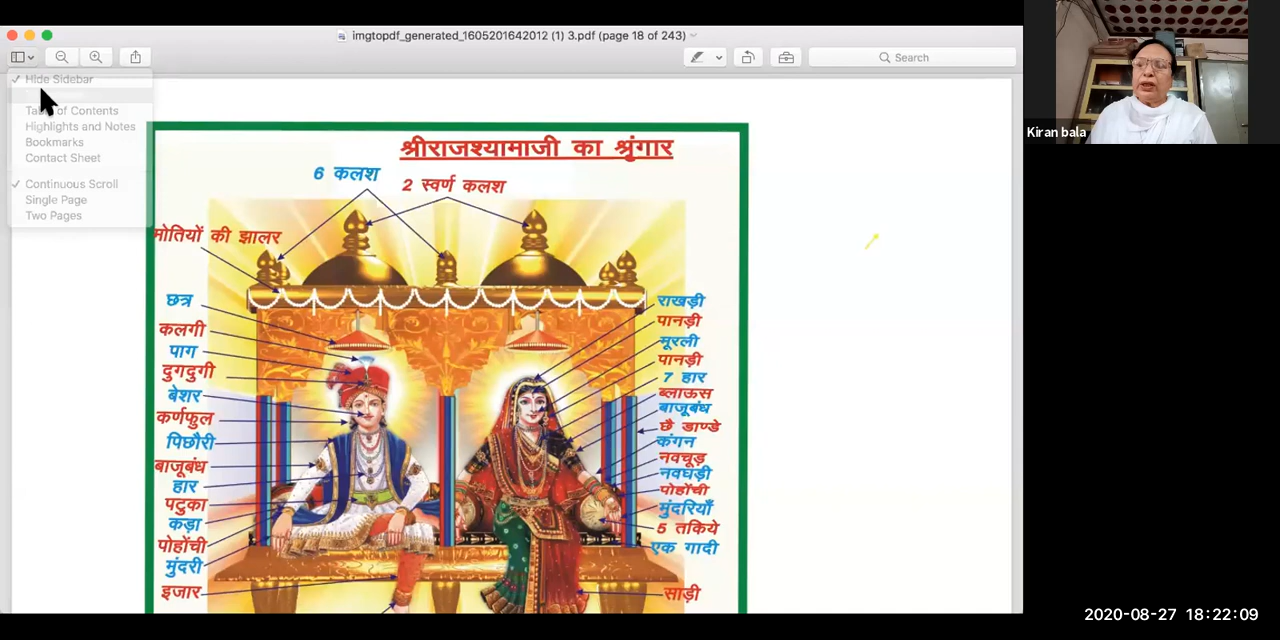 imgtopdf_generated_1605201642012 (1) 3.pdf (page 18 of 243)
Search
Hide Sidebar
Table of Contents
Highlights and Notes
Bookmarks
Contact Sheet
Continuous Scroll
Single Page
Two Pages
श्रीराजश्यामाजी का श्रृंगार
6 कलश
2 स्वर्ण कलश
मोतियों की झालर
छत्र
कलगी
पाग
दुगदुगी
बेशर
कर्णफुल
पिछौरी
बाजूबंध
हार
पटुका
कड़ा
पोहोंची
मुंदरी
इजार
राखड़ी
पानड़ी
मूरली
पानड़ी
7 हार
ब्लाऊस
बाजूबंध
छै डाण्डे
कंगन
नवचूड़
नवघड़ी
पोहोंची
मुंदरियाँ
5 तकिये
एक गादी
साड़ी
Kiran bala
2020-08-27 18:22:09